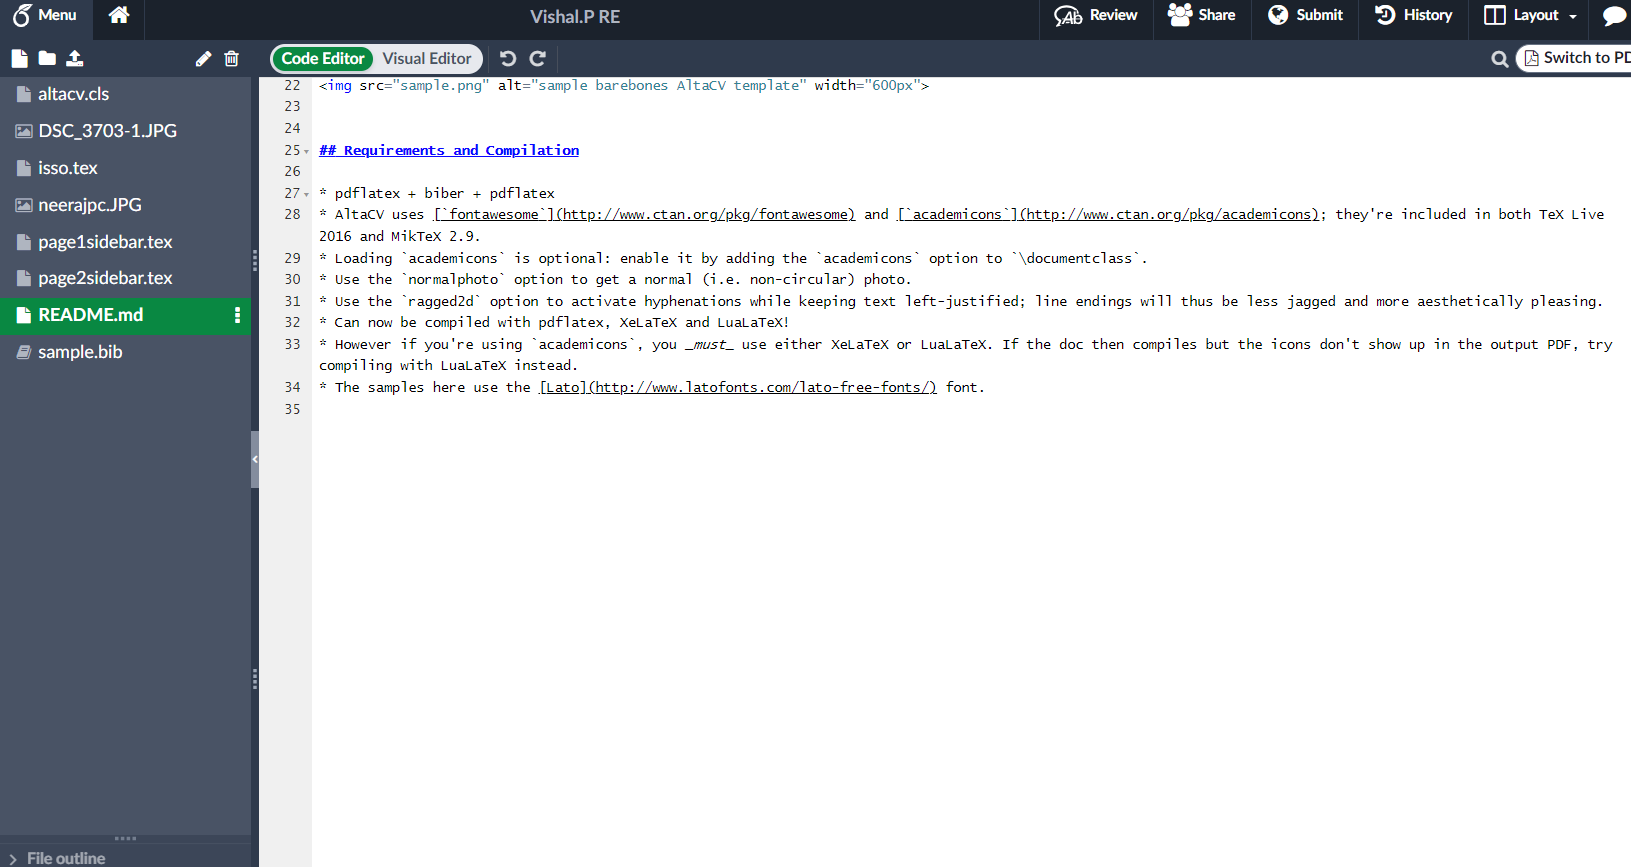 Menu
Vishal.P RE
Review
Share
Submit
History
Layout
Code Editor
Visual Editor
altacv.cls
DSC_3703-1.JPG
isso.tex
neerajpc.JPG
page1sidebar.tex
page2sidebar.tex
README.md
sample.bib
File outline
22 <img src="sample.png" alt="sample barebones AltaCV template" width="600px">
23
24
25 ## Requirements and Compilation
26
27 * pdflatex + biber + pdflatex
28 * AltaCV uses [`fontawesome`](http://www.ctan.org/pkg/fontawesome) and [`academicons`](http://www.ctan.org/pkg/academicons); they're included in both TeX Live
2016 and MikTeX 2.9.
29 * Loading `academicons` is optional: enable it by adding the `academicons` option to `\documentclass`.
30 * Use the `normalphoto` option to get a normal (i.e. non-circular) photo.
31 * Use the `ragged2d` option to activate hyphenations while keeping text left-justified; line endings will thus be less jagged and more aesthetically pleasing.
32 * Can now be compiled with pdflatex, XeLaTeX and LuaLaTeX!
33 * However if you're using `academicons`, you _must_ use either XeLaTeX or LuaLaTeX. If the doc then compiles but the icons don't show up in the output PDF, try
compiling with LuaLaTeX instead.
34 * The samples here use the [Lato](http://www.latofonts.com/lato-free-fonts/) font.
35
Switch to